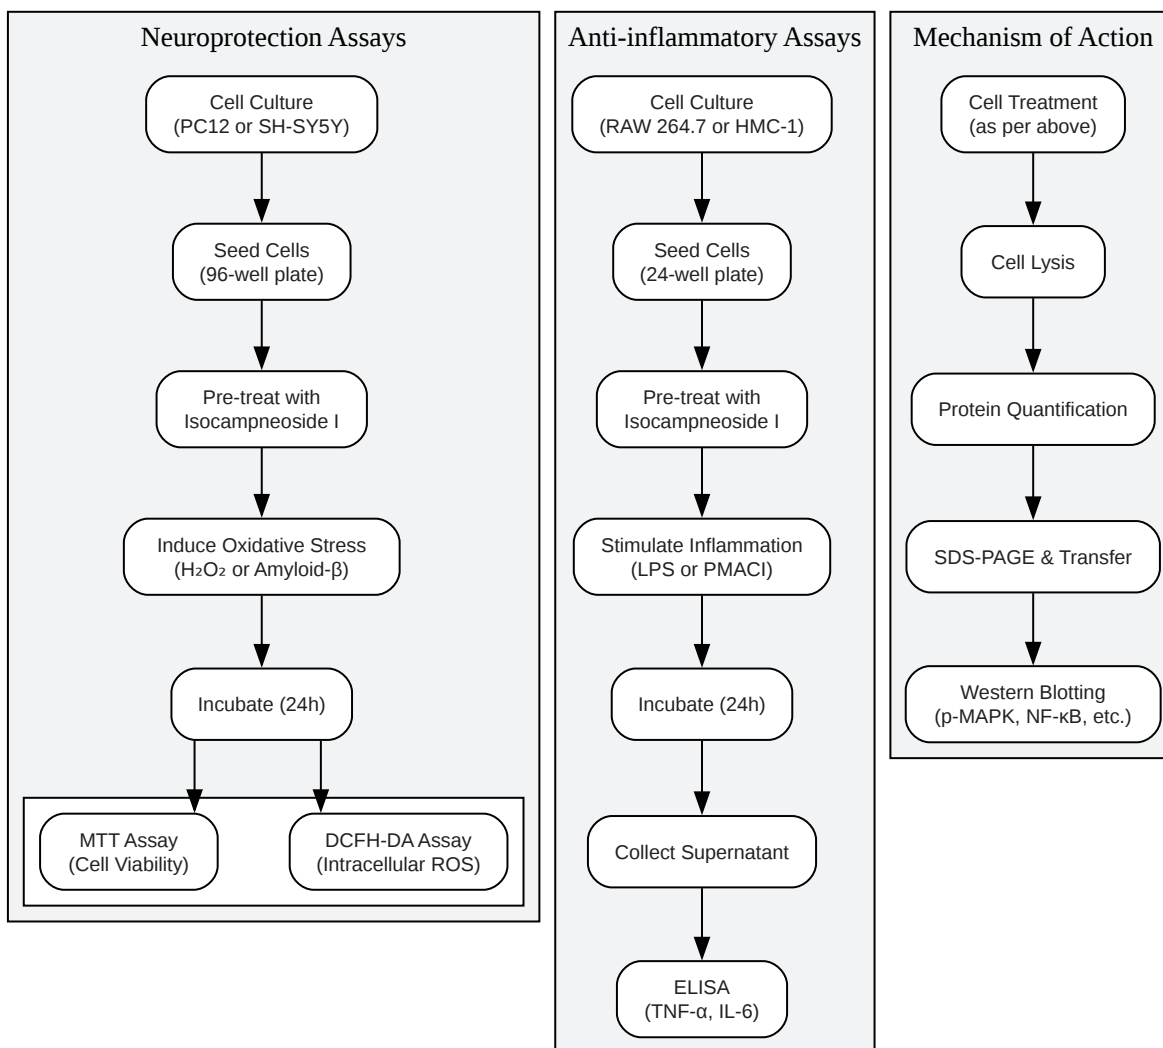 Neuroprotection Assays
Cell Culture
(PC12 or SH-SY5Y)
Seed Cells
(96-well plate)
Pre-treat with
Isocampneoside I
Induce Oxidative Stress
(H₂O₂ or Amyloid-β)
Incubate (24h)
MTT Assay
(Cell Viability)
DCFH-DA Assay
(Intracellular ROS)
Anti-inflammatory Assays
Cell Culture
(RAW 264.7 or HMC-1)
Seed Cells
(24-well plate)
Pre-treat with
Isocampneoside I
Stimulate Inflammation
(LPS or PMACI)
Incubate (24h)
Collect Supernatant
ELISA
(TNF-α, IL-6)
Mechanism of Action
Cell Treatment
(as per above)
Cell Lysis
Protein Quantification
SDS-PAGE & Transfer
Western Blotting
(p-MAPK, NF-κB, etc.)